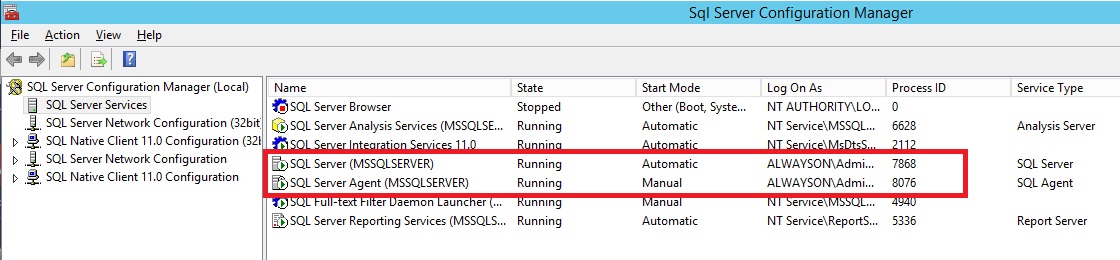 Sql Server Configuration Manager
File Action View Help
SQL Server Configuration Manager (Local)
SQL Server Services
SQL Server Network Configuration (32bit)
SQL Native Client 11.0 Configuration (32bi
SQL Server Network Configuration
SQL Native Client 11.0 Configuration
Name State Start Mode Log On As Process ID Service Type
SQL Server Browser Stopped Other (Boot, Syste... NT AUTHORITY\LO... 0
SQL Server Analysis Services (MSSQLSE... Running Automatic NT Service\MSSQL... 6628 Analysis Server
SQL Server Integration Services 11.0 Running Automatic NT Service\MsDtsS... 2112
SQL Server (MSSQLSERVER) Running Automatic ALWAYSON\Admi... 7868 SQL Server
SQL Server Agent (MSSQLSERVER) Running Manual ALWAYSON\Admi... 8076 SQL Agent
SQL Full-text Filter Daemon Launcher (... Running Manual NT Service\MSSQL... 4940
SQL Server Reporting Services (MSSQLS... Running Automatic NT Service\ReportS... 5336 Report Server